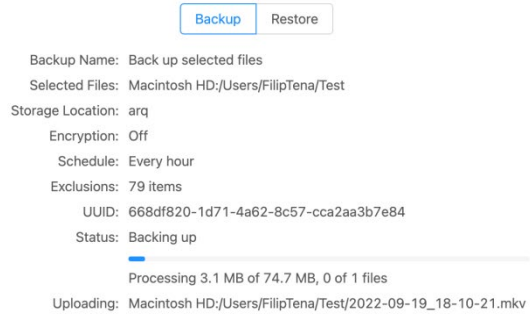 Backup Restore
Backup Name: Back up selected files
Selected Files: Macintosh HD:/Users/FilipTena/Test
Storage Location: arq
Encryption: Off
Schedule: Every hour
Exclusions: 79 items
UUID: 668df820-1d71-4a62-8c57-cca2aa3b7e84
Status: Backing up
Processing 3.1 MB of 74.7 MB, 0 of 1 files
Uploading: Macintosh HD:/Users/FilipTena/Test/2022-09-19_18-10-21.mkv